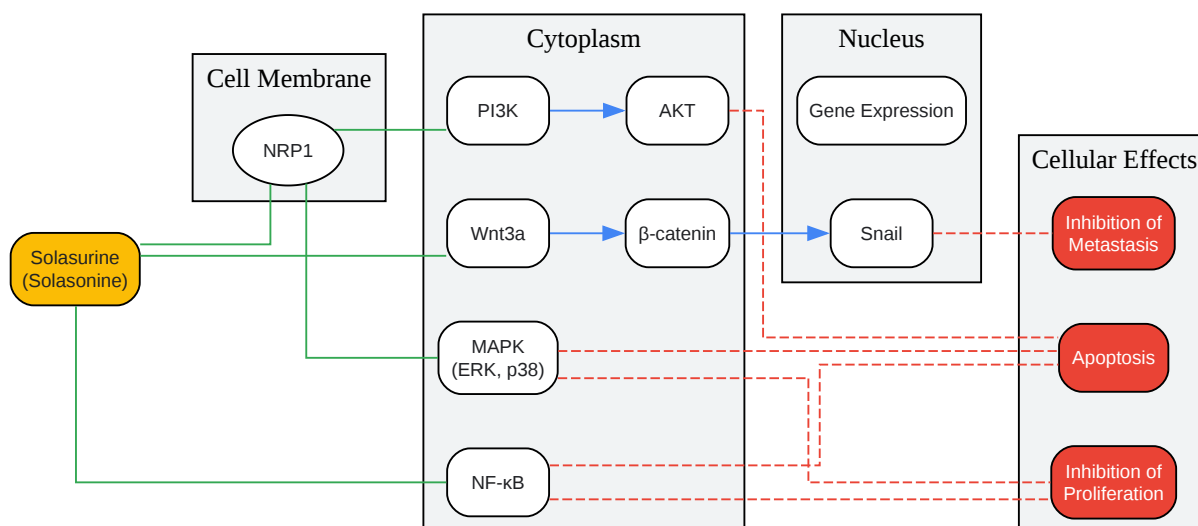 Cytoplasm
Nucleus
Cell Membrane
PI3K
AKT
Gene Expression
NRP1
Cellular Effects
Solasurine
(Solasonine)
Wnt3a
β-catenin
Snail
Inhibition of
Metastasis
MAPK
(ERK, p38)
Apoptosis
NF-κB
Inhibition of
Proliferation